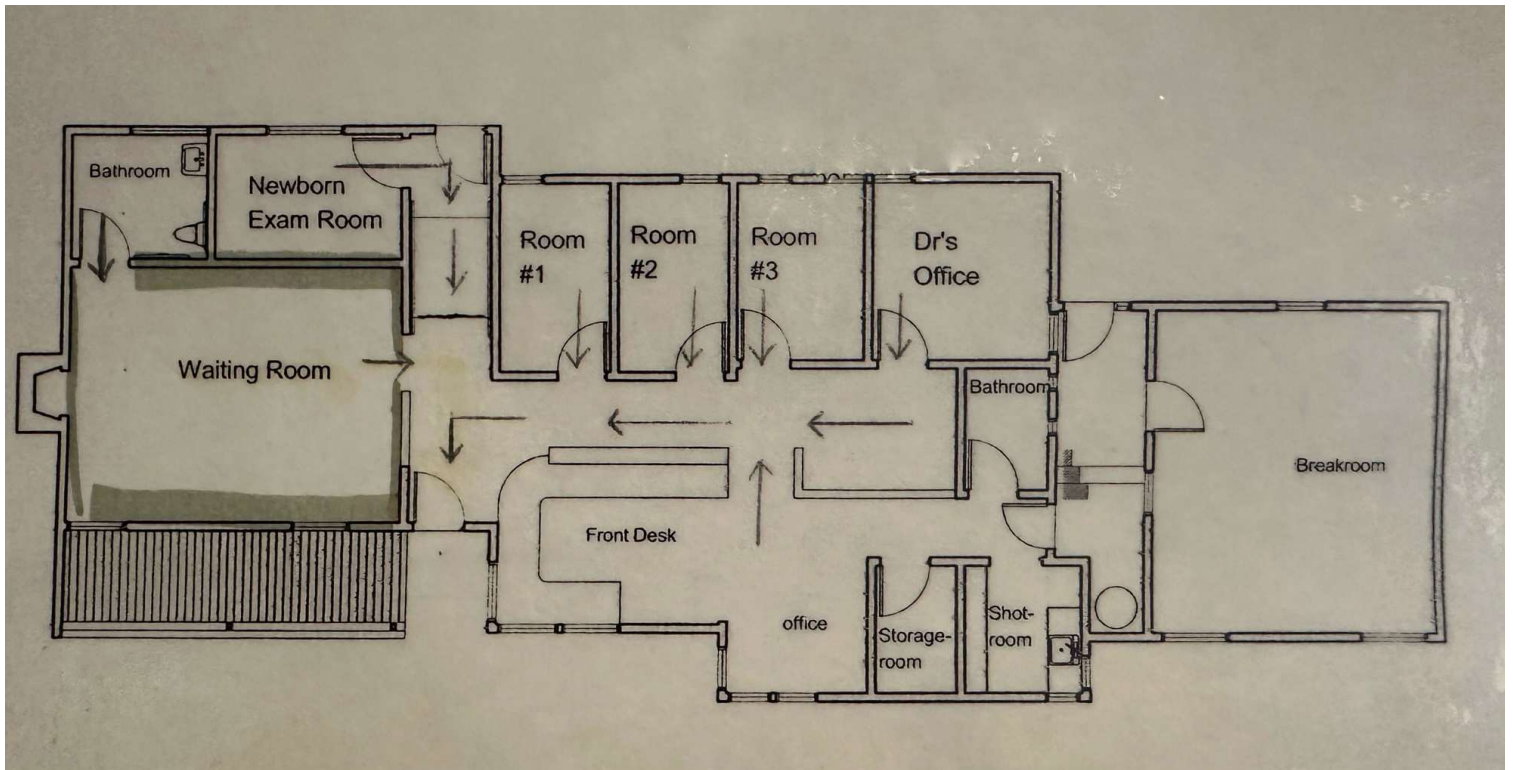 Bathroom
Newborn
Exam Room
Waiting Room
Room
#1
Room
#2
Room
#3
Dr's
Office
Bathroom
Breakroom
Front Desk
office
Storage-
room
Shot-
room